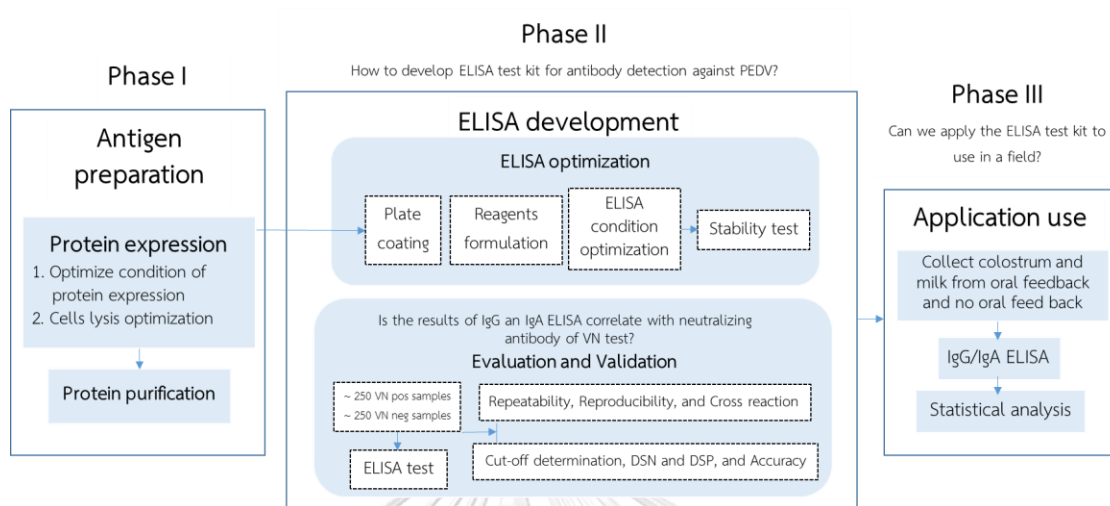 Phase I
Antigen
preparation
Protein expression
1. Optimize condition of
protein expression
2. Cells lysis optimization
Protein purification
Phase II
How to develop ELISA test kit for antibody detection against PEDV?
ELISA development
ELISA optimization
Plate
coating
Reagents
formulation
ELISA
condition
optimization
Stability test
Is the results of IgG an IgA ELISA correlate with neutralizing
antibody of VN test?
Evaluation and Validation
~ 250 VN pos samples
~ 250 VN neg samples
ELISA test
Repeatability, Reproducibility, and Cross reaction
Cut-off determination, DSN and DSP, and Accuracy
Phase III
Can we apply the ELISA test kit to
use in a field?
Application use
Collect colostrum and
milk from oral feedback
and no oral feed back
IgG/IgA ELISA
Statistical analysis